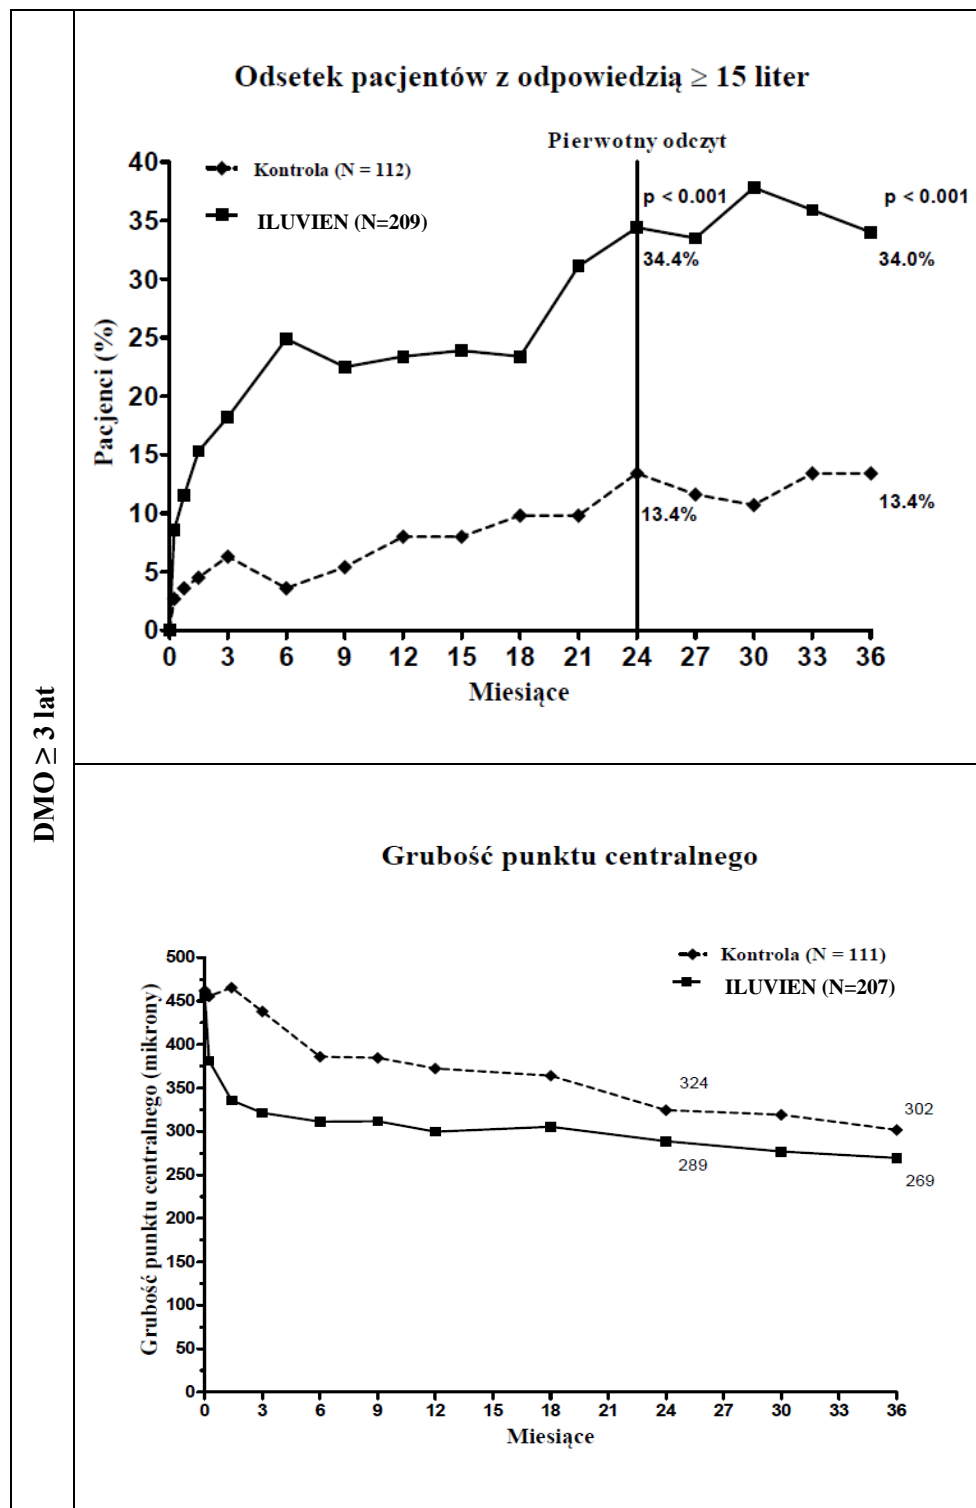 DMO ≥ 3 lat
Odsetek pacjentów z odpowiedzią ≥ 15 liter
Pierwotny odczyt
Kontrola (N = 112)
ILUVIEN (N=209)
p < 0.001
p < 0.001
34.4%
34.0%
13.4%
13.4%
Pacjenci (%)
40
35
30
25
20
15
10
5
0
0 3 6 9 12 15 18 21 24 27 30 33 36
Miesiące
Grubość punktu centralnego
Kontrola (N = 111)
ILUVIEN (N=207)
Grubość punktu centralnego (mikrony)
500
450
400
350
300
250
200
150
100
50
0
324
302
289
269
0 3 6 9 12 15 18 21 24 27 30 33 36
Miesiące